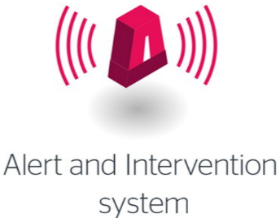 Alert and Intervention
system